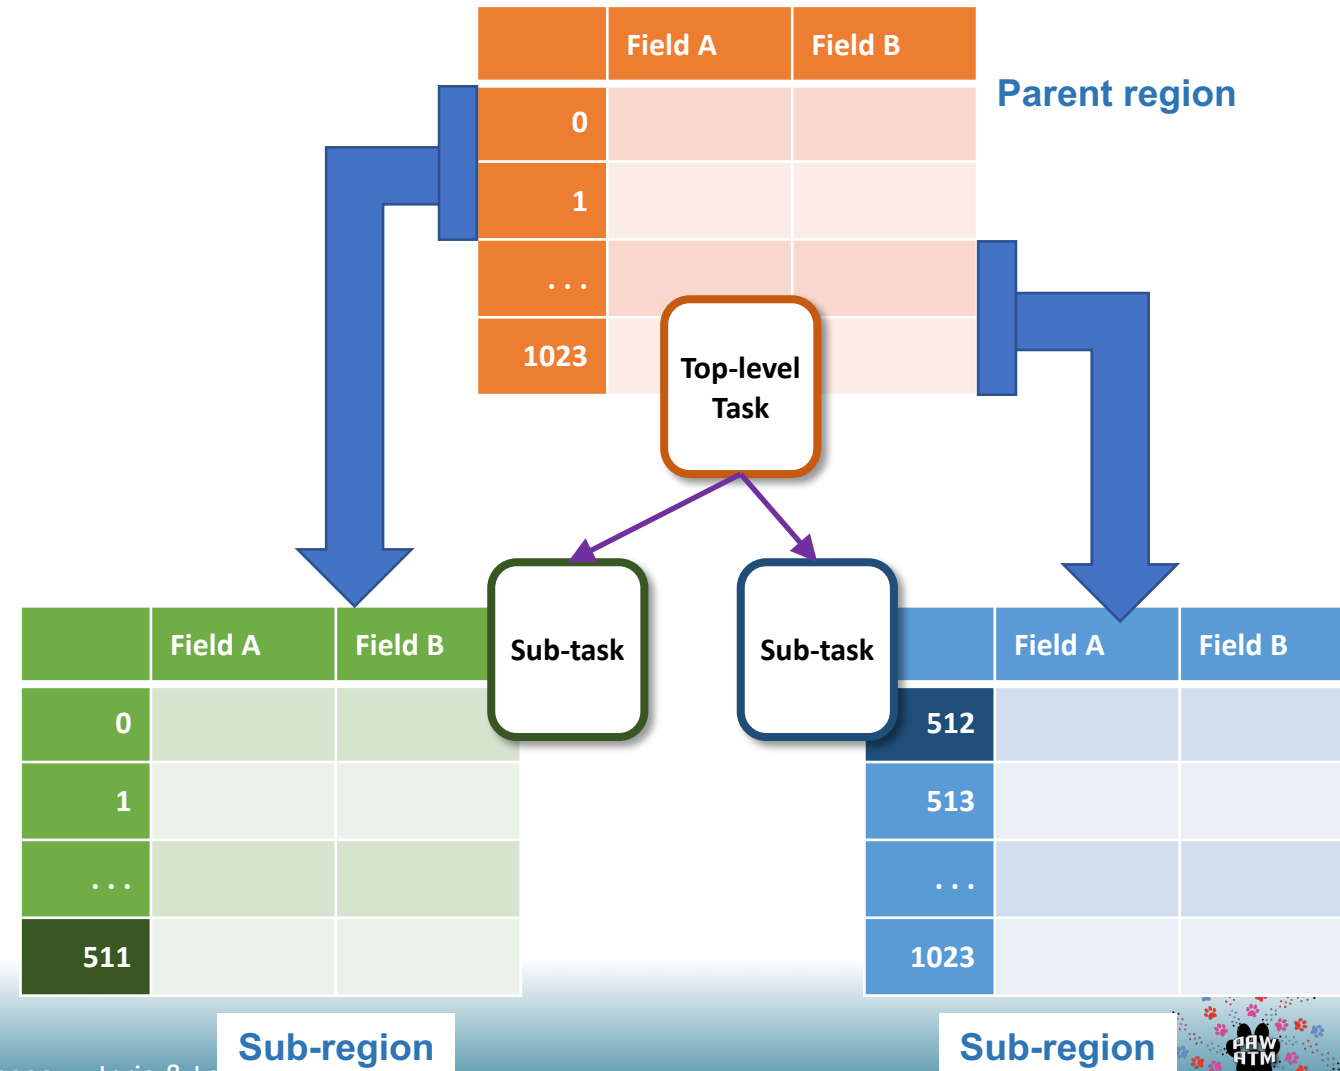 Field A Field B
Parent region
0
1
...
1023
Top-level
Task
Field A Field B
Sub-task
Sub-task
Field A Field B
0
1
...
511
512
513
...
1023
Sub-region
Sub-region
PAW
ATM